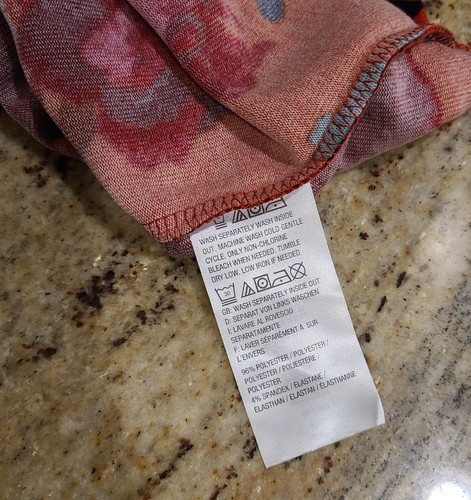 WASH SEPARATELY WASH INSIDE
OUT. MACHINE WASH COLD GENTLE
CYCLE. ONLY NON-CHLORINE
BLEACH WHEN NEEDED. TUMBLE
DRY LOW. LOW IRON IF NEEDED
GB: WASH SEPARATELY INSIDE OUT
D: SEPARAT VON LINKS WASCHEN
I: LAVARE AL ROVESCIO
SEPARATAMENTE
F: LAVER SÉPARÉMENT À SUR
L'ENVERS
96% POLYESTER / POLYESTER /
POLYESTER / POLIESTERE /
POLYESTER
4% SPANDEX / ELASTANE /
ELASTHAN / ELASTAN / ELASTHANNE